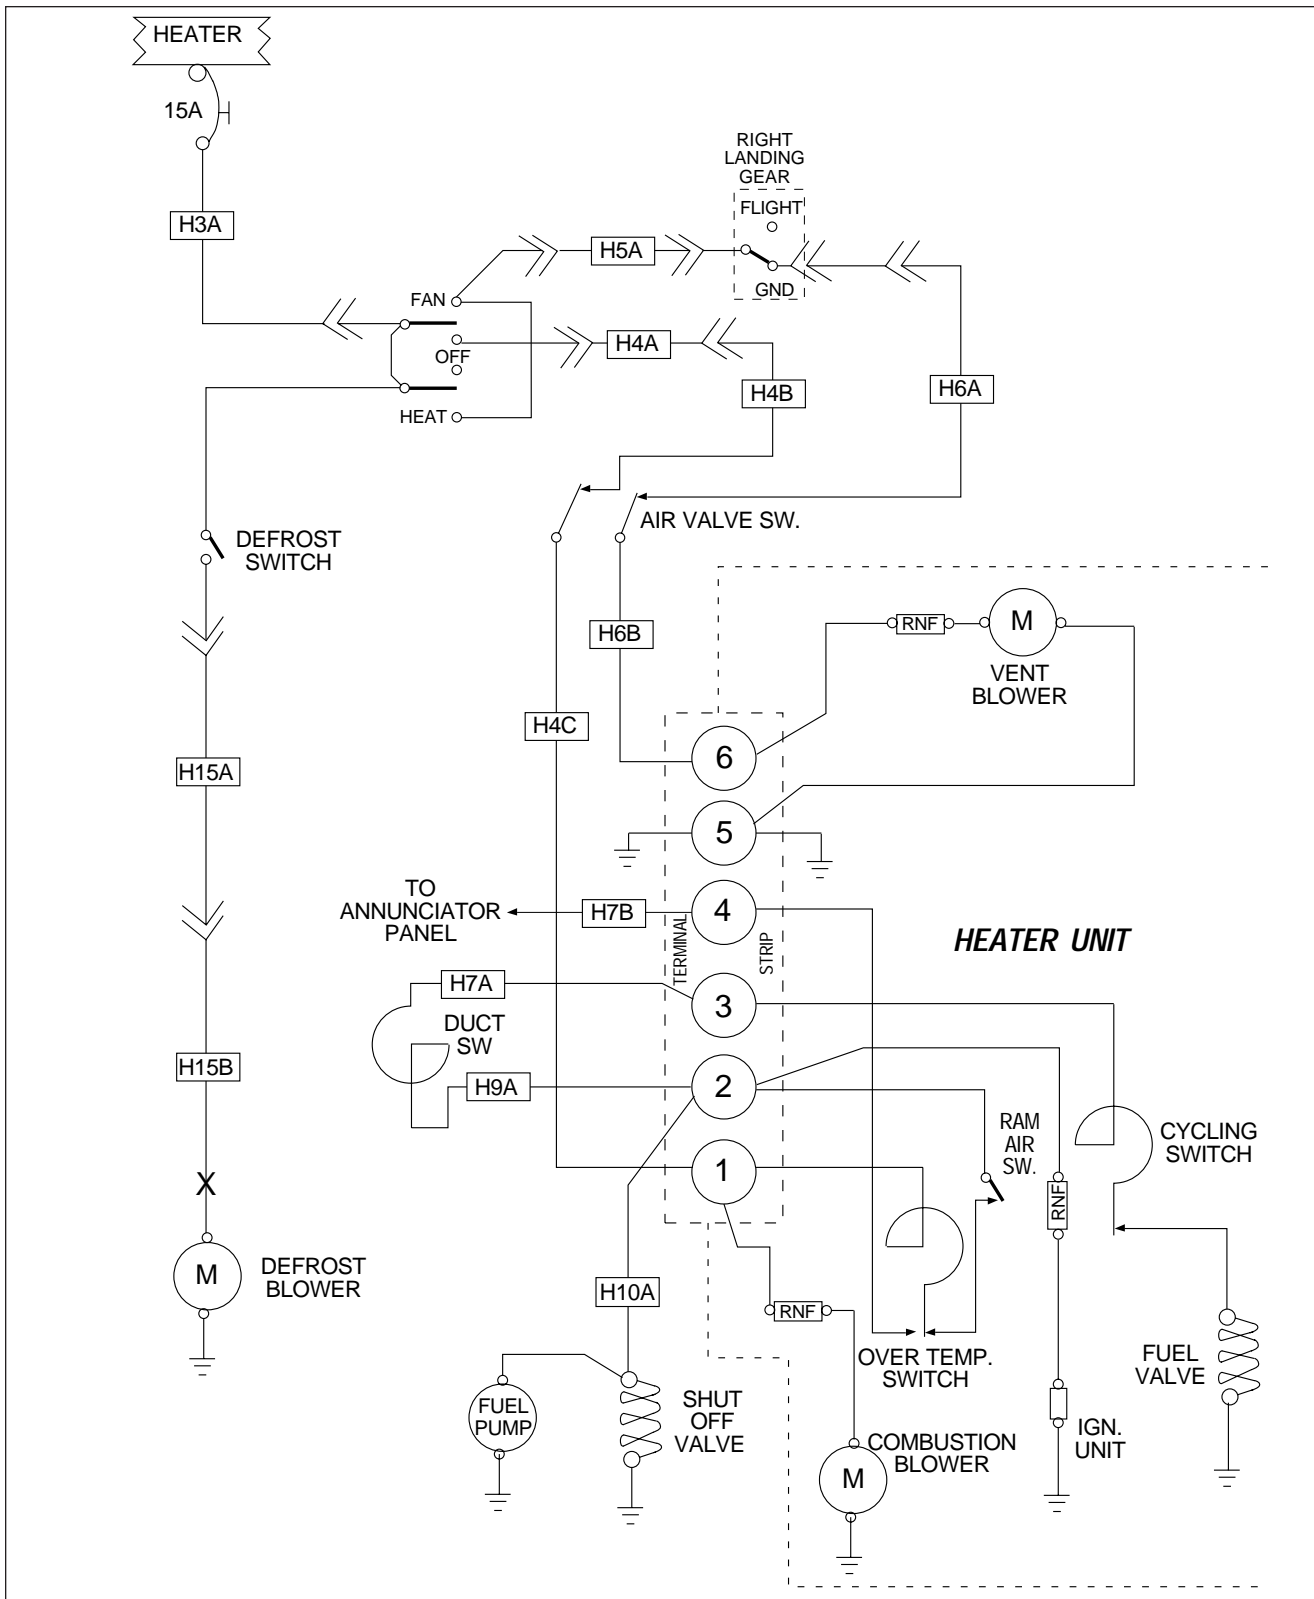 HEATER
15A
RIGHT
LANDING
GEAR
FLIGHT
GND
H3A
H5A
FAN
OFF
HEAT
H4A
H4B
H6A
AIR VALVE SW.
DEFROST
SWITCH
H6B
RNF
M
VENT
BLOWER
H4C
H15A
6
5
4
3
2
1
TERMINAL
STRIP
TO
ANNUNCIATOR
PANEL
H7B
HEATER UNIT
H7A
DUCT
SW
H9A
H15B
RAM
AIR
SW.
CYCLING
SWITCH
X
RNF
M
DEFROST
BLOWER
H10A
RNF
OVER TEMP.
SWITCH
FUEL
VALVE
FUEL
PUMP
SHUT
OFF
VALVE
IGN.
UNIT
COMBUSTION
BLOWER
M